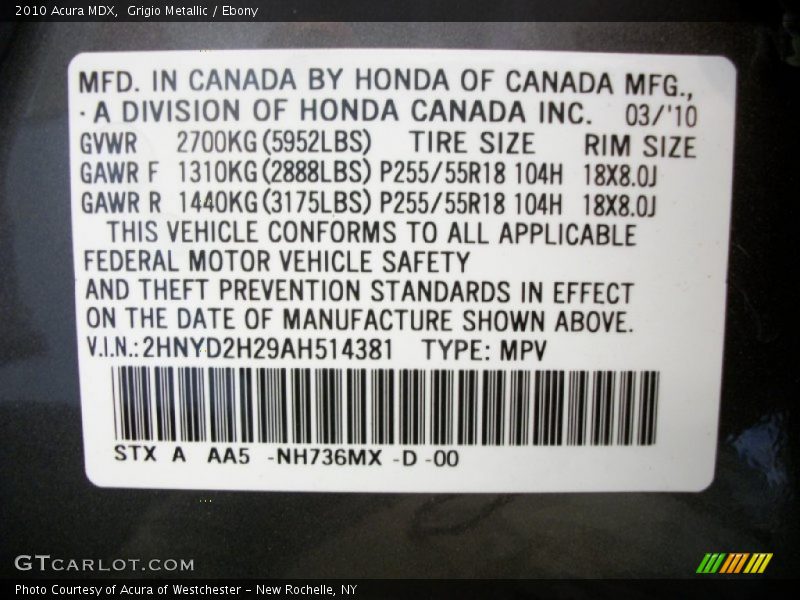 2010 Acura MDX, Grigio Metallic / Ebony
MFD. IN CANADA BY HONDA OF CANADA MFG.,
· A DIVISION OF HONDA CANADA INC. 03/'10
GVWR 2700KG(5952LBS) TIRE SIZE RIM SIZE
GAWR F 1310KG(2888LBS) P255/55R18 104H 18X8.0J
GAWR R 1440KG(3175LBS) P255/55R18 104H 18X8.0J
THIS VEHICLE CONFORMS TO ALL APPLICABLE
FEDERAL MOTOR VEHICLE SAFETY
AND THEFT PREVENTION STANDARDS IN EFFECT
ON THE DATE OF MANUFACTURE SHOWN ABOVE.
V.I.N.:2HNYD2H29AH514381 TYPE: MPV
STX A AA5 -NH736MX -D -00
GTCARLOT.COM
Photo Courtesy of Acura of Westchester – New Rochelle, NY